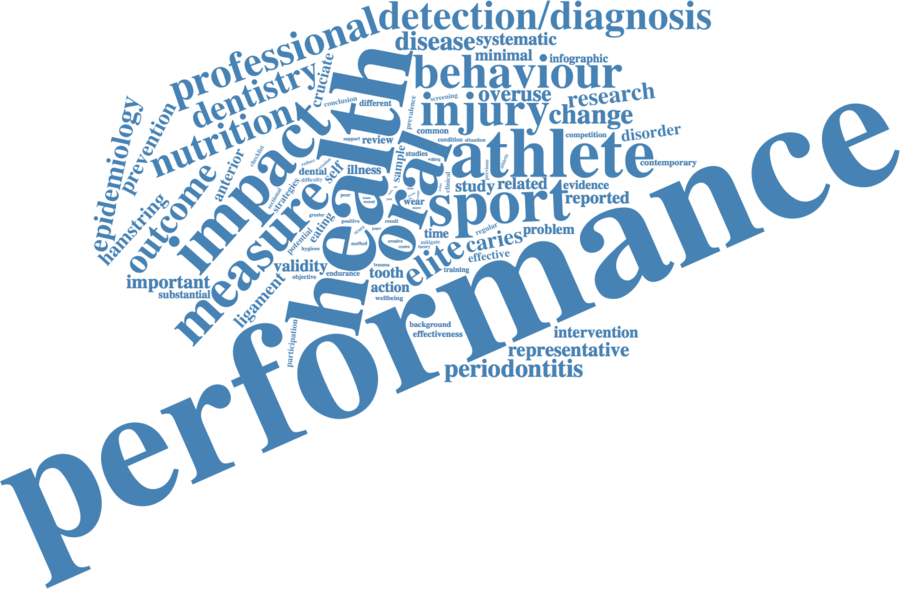 detection/diagnosis
professional
disease
systematic
minimal
infographic
behaviour
dentistry
cruciate
health
conclusion
different
prevalence
screening
overuse
research
injury
change
nutrition
impact
epidemiology
prevention
support
review
common
condition
situation
competition
disorder
athlete
contemporary
anterior
checklist
outcome
hamstring
dental
difficulty
self
illness
sample
studies
oral
clinical
study
related
evidence
reported
sport
strategies
measure
wear
greater
eating
positive
result
time
regular
problem
elite
caries
effective
mitigate
potential
hygiene
method
validity
objective
endurance
trauma
tooth
training
action
wellbeing
important
substantial
ligament
participation
performance
background
effectiveness
intervention
representative
periodontitis